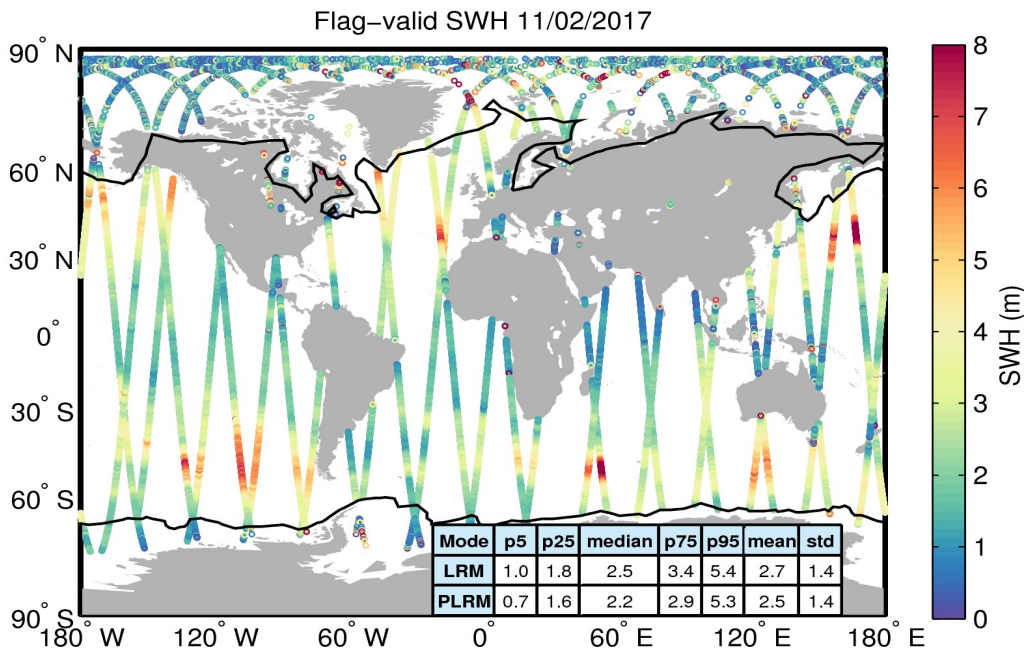 Flag−valid SWH 11/02/2017
90° N
60° N
30° N
0°
30° S
60° S
90° S
180° W
120° W
60° W
0°
60° E
120° E
180° E
Mode p5 p25 median p75 p95 mean std
LRM 1.0 1.8 2.5 3.4 5.4 2.7 1.4
PLRM 0.7 1.6 2.2 2.9 5.3 2.5 1.4
8
7
6
5
4
3
2
1
0
SWH (m)